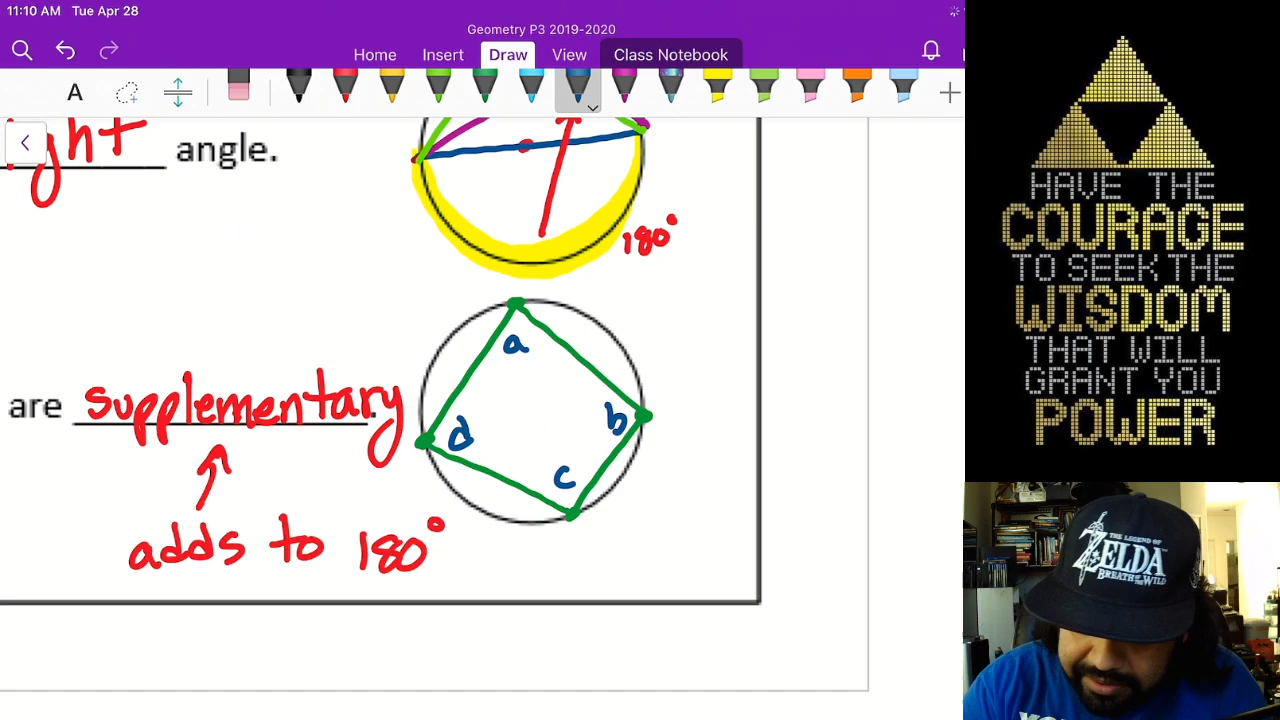 11:10 AM Tue Apr 28
Geometry P3 2019-2020
Home Insert Draw View Class Notebook
A
ght angle.
180°
a
b
are supplementary.
d
c
adds to 180°
HAVE THE
COURAGE
TO SEEK THE
WISDOM
THAT WILL
GRANT YOU
POWER
THE LEGEND OF
ZELDA
BREATH OF THE WILD